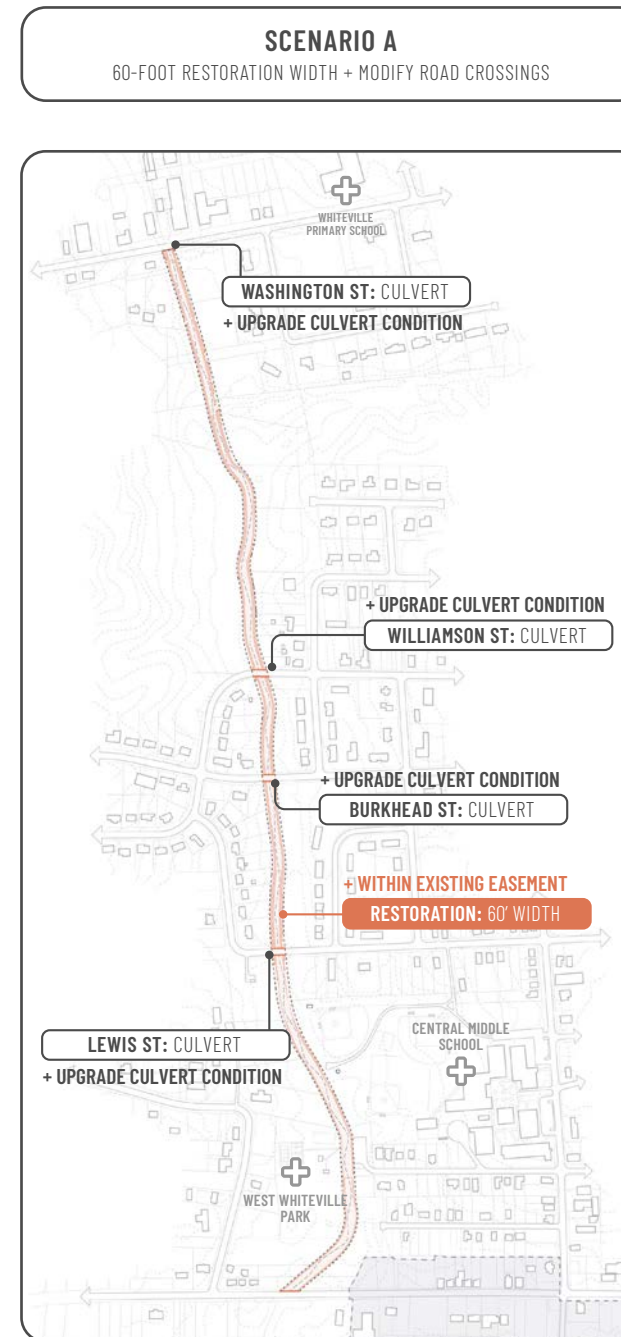 SCENARIO A
60-FOOT RESTORATION WIDTH + MODIFY ROAD CROSSINGS
WHITEVILLE
PRIMARY SCHOOL
WASHINGTON ST: CULVERT
+ UPGRADE CULVERT CONDITION
+ UPGRADE CULVERT CONDITION
WILLIAMSON ST: CULVERT
+ UPGRADE CULVERT CONDITION
BURKHEAD ST: CULVERT
+ WITHIN EXISTING EASEMENT
RESTORATION: 60' WIDTH
CENTRAL MIDDLE
SCHOOL
LEWIS ST: CULVERT
+ UPGRADE CULVERT CONDITION
WEST WHITEVILLE
PARK